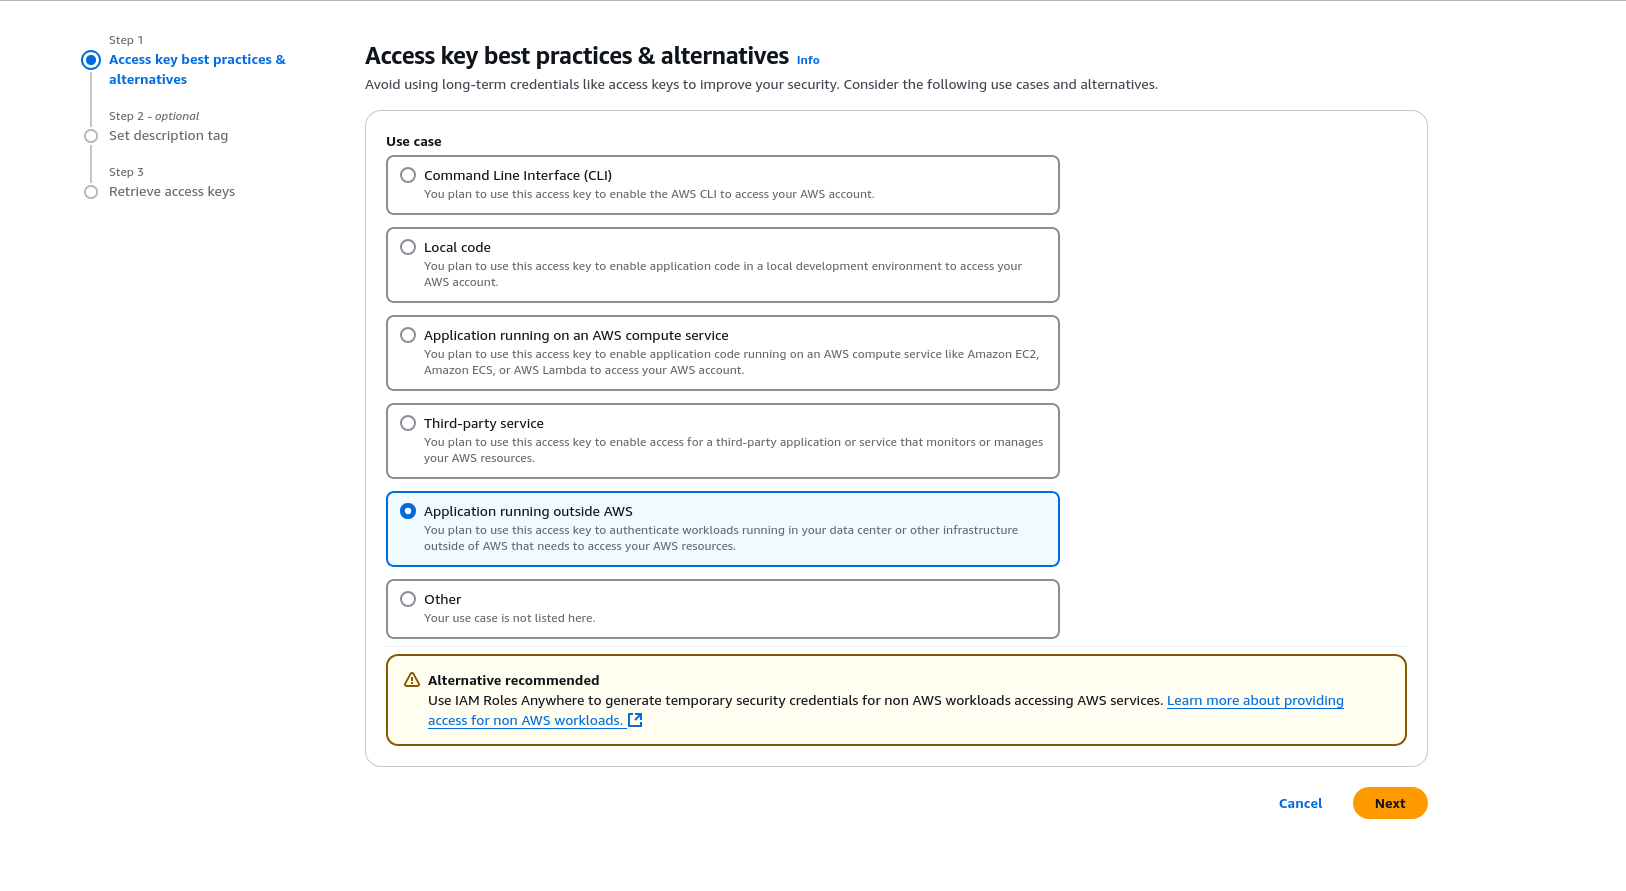 Step 1
Access key best practices &
alternatives
Step 2 - optional
Set description tag
Step 3
Retrieve access keys
Access key best practices & alternatives Info
Avoid using long-term credentials like access keys to improve your security. Consider the following use cases and alternatives.
Use case
Command Line Interface (CLI)
You plan to use this access key to enable the AWS CLI to access your AWS account.
Local code
You plan to use this access key to enable application code in a local development environment to access your
AWS account.
Application running on an AWS compute service
You plan to use this access key to enable application code running on an AWS compute service like Amazon EC2,
Amazon ECS, or AWS Lambda to access your AWS account.
Third-party service
You plan to use this access key to enable access for a third-party application or service that monitors or manages
your AWS resources.
Application running outside AWS
You plan to use this access key to authenticate workloads running in your data center or other infrastructure
outside of AWS that needs to access your AWS resources.
Other
Your use case is not listed here.
Alternative recommended
Use IAM Roles Anywhere to generate temporary security credentials for non AWS workloads accessing AWS services. Learn more about providing
access for non AWS workloads.
Cancel
Next